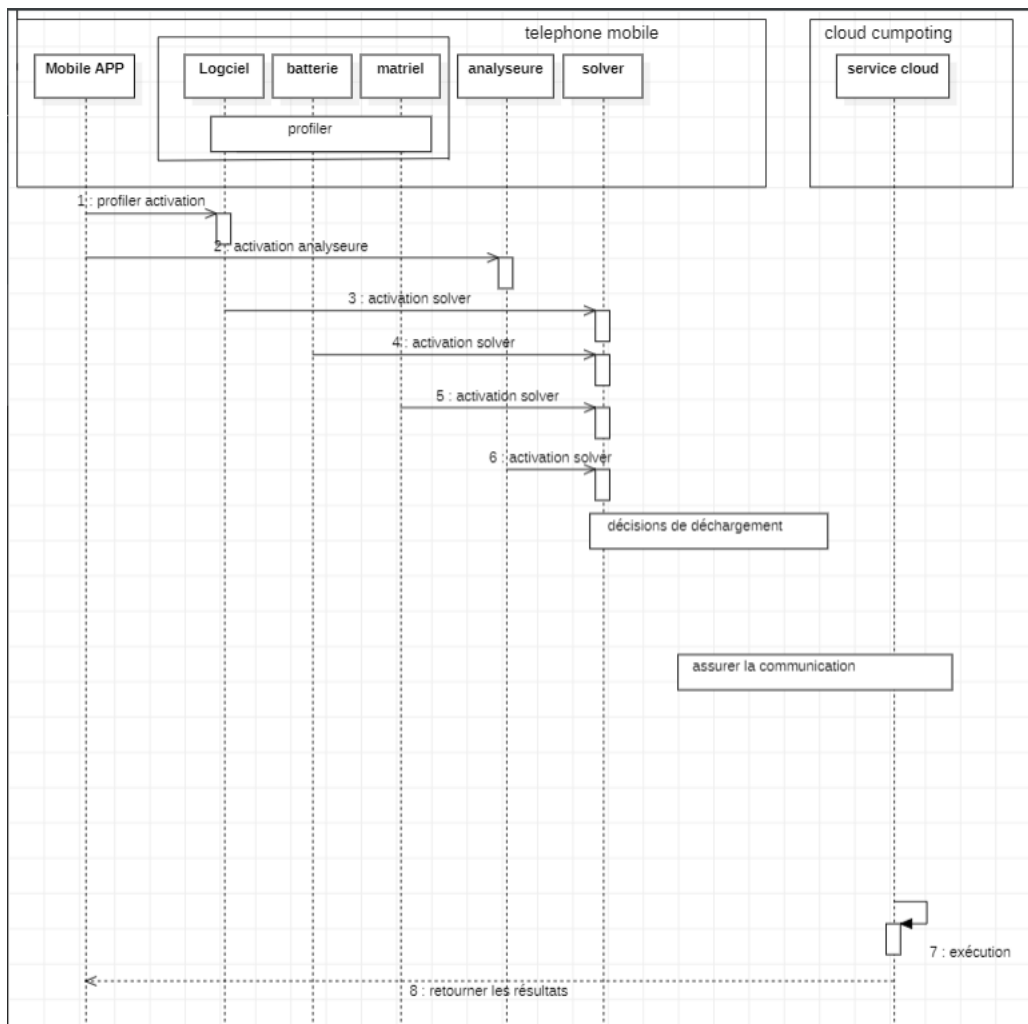 telephone mobile
cloud cumpoting
Mobile APP
Logciel
batterie
matriel
analyseure
solver
service cloud
profiler
1 : profiler activation
2 : activation analyseure
3 : activation solver
4 : activation solver
5 : activation solver
6 : activation solver
décisions de déchargement
assurer la communication
7 : exécution
8 : retourner les résultats